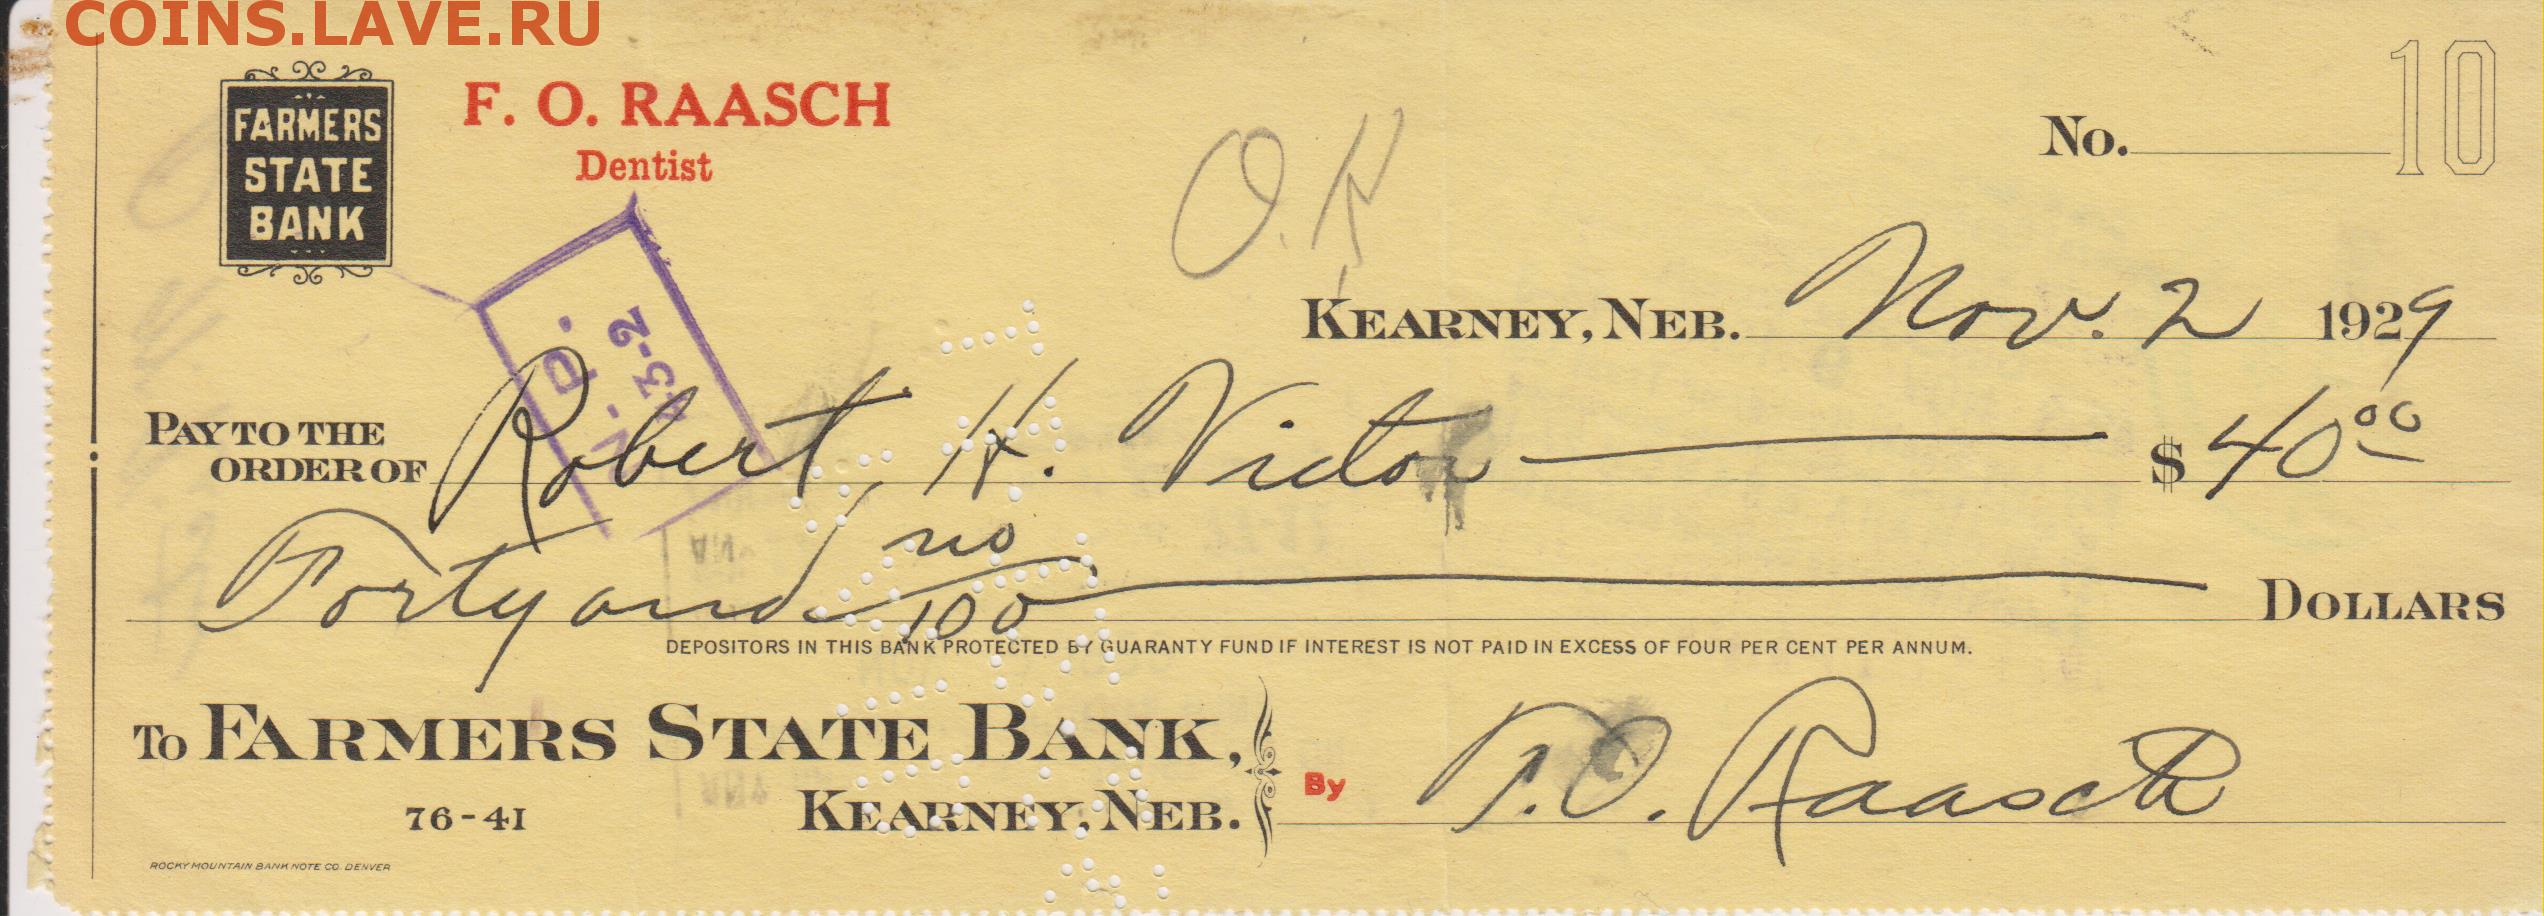 COINS.LAVE.RU
FARMERS
STATE
BANK
F. O. RAASCH
Dentist
O.K
No.
10
N. P.
KEARNEY, NEB. Nov. 2 1929
PAY TO THE
ORDER OF Robert H. Victor $ 40 00
Forty and no/100 DOLLARS
DEPOSITORS IN THIS BANK PROTECTED BY GUARANTY FUND IF INTEREST IS NOT PAID IN EXCESS OF FOUR PER CENT PER ANNUM.
TO FARMERS STATE BANK,
76-41 KEARNEY, NEB.
By F. O. Raasch
ROCKY MOUNTAIN BANK NOTE CO. DENVER